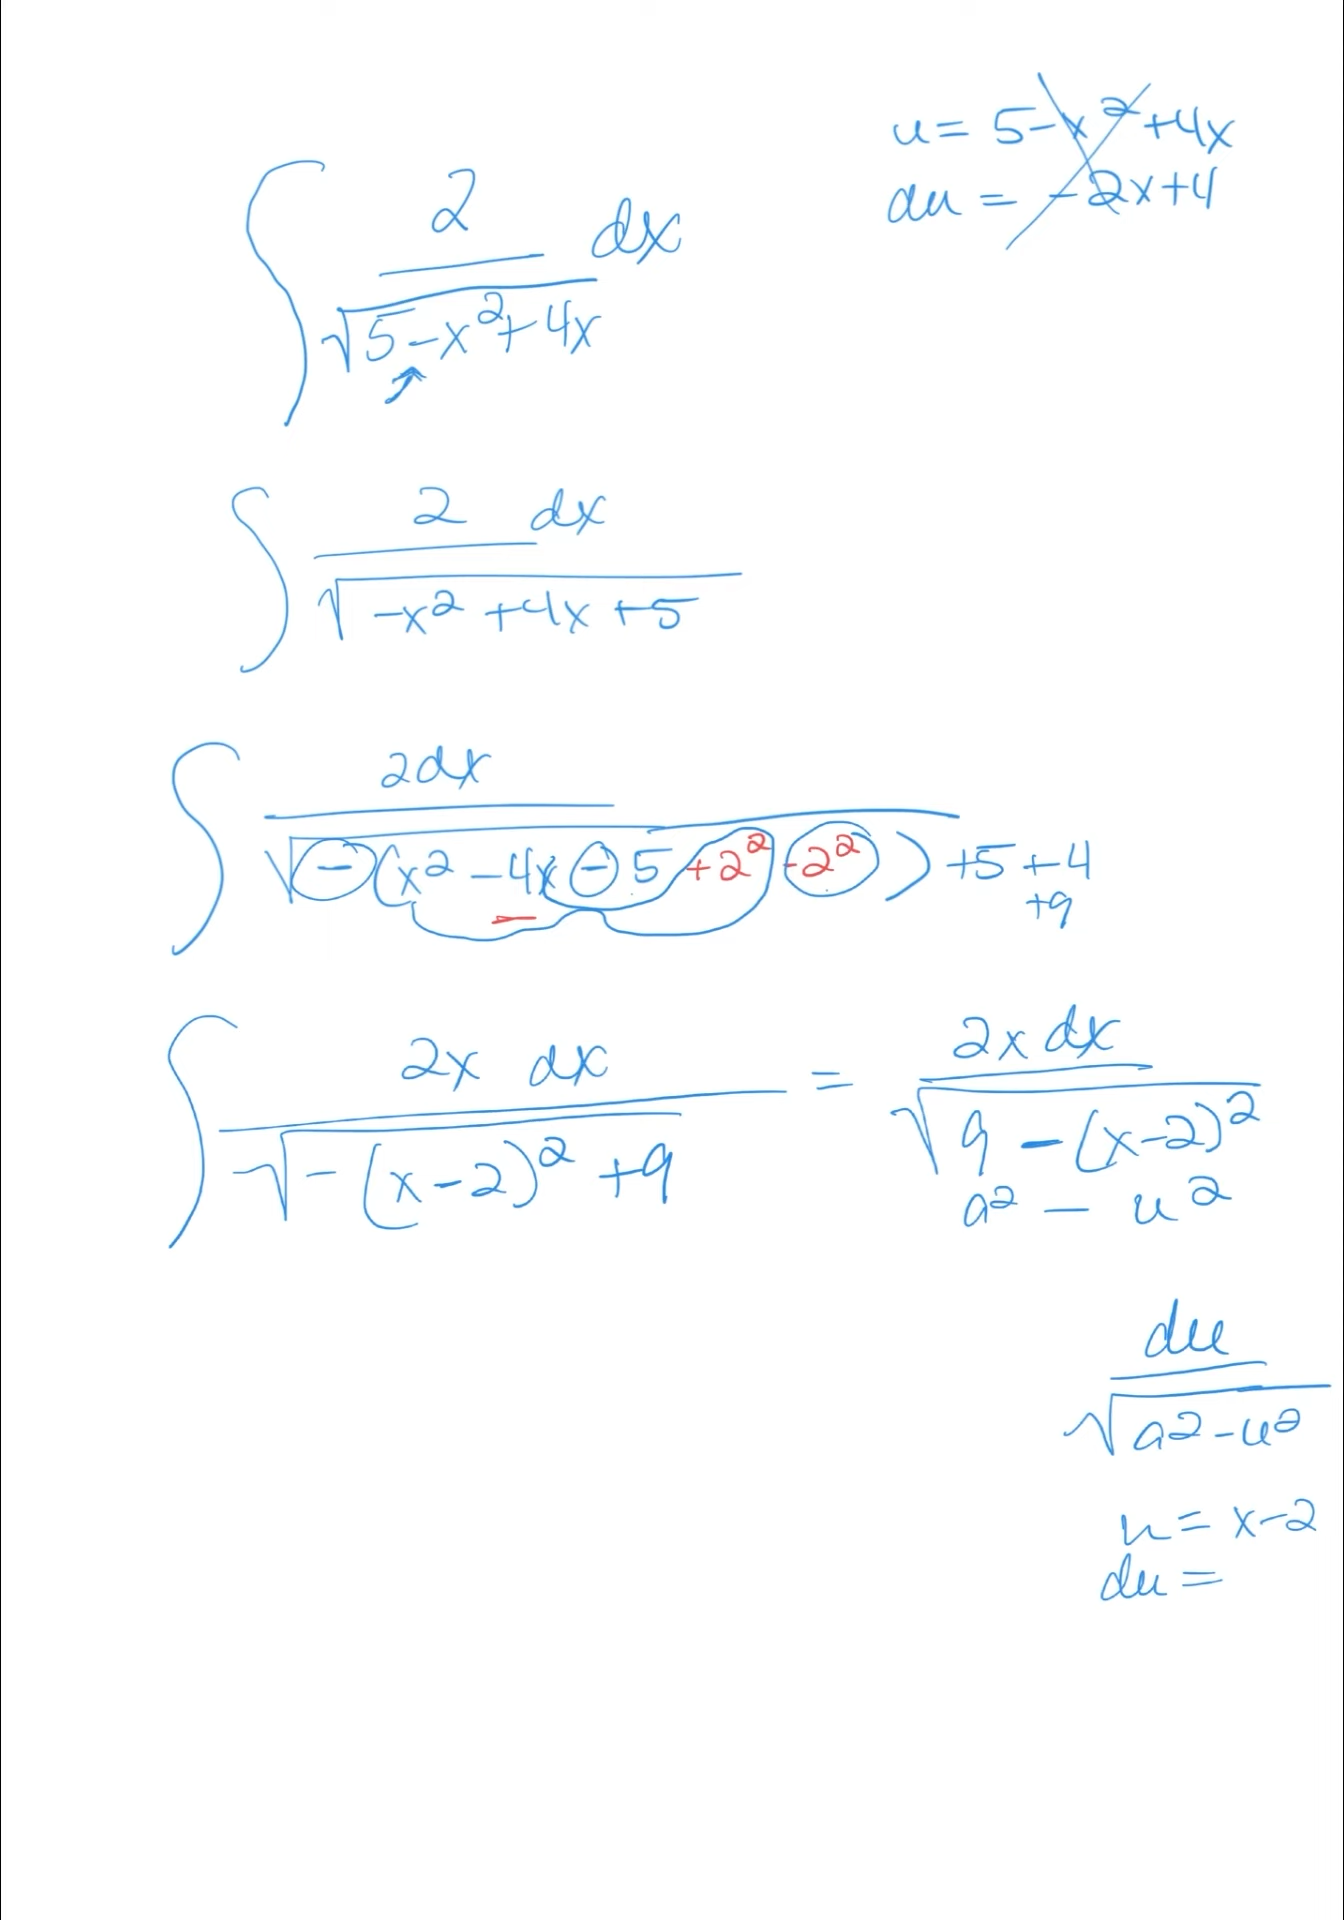 u = 5-x²+4x
du = -2x+4
∫ 2/√(5-x²+4x) dx
∫ 2 dx/√(-x²+4x+5)
∫ 2dx/√(-(x²-4x-5+2²-2²)) +5+4
+9
∫ 2x dx/√(-(x-2)²+9) = 2x dx/√(9-(x-2)²)
a² - u²
du/√(a²-u²)
u = x-2
du =